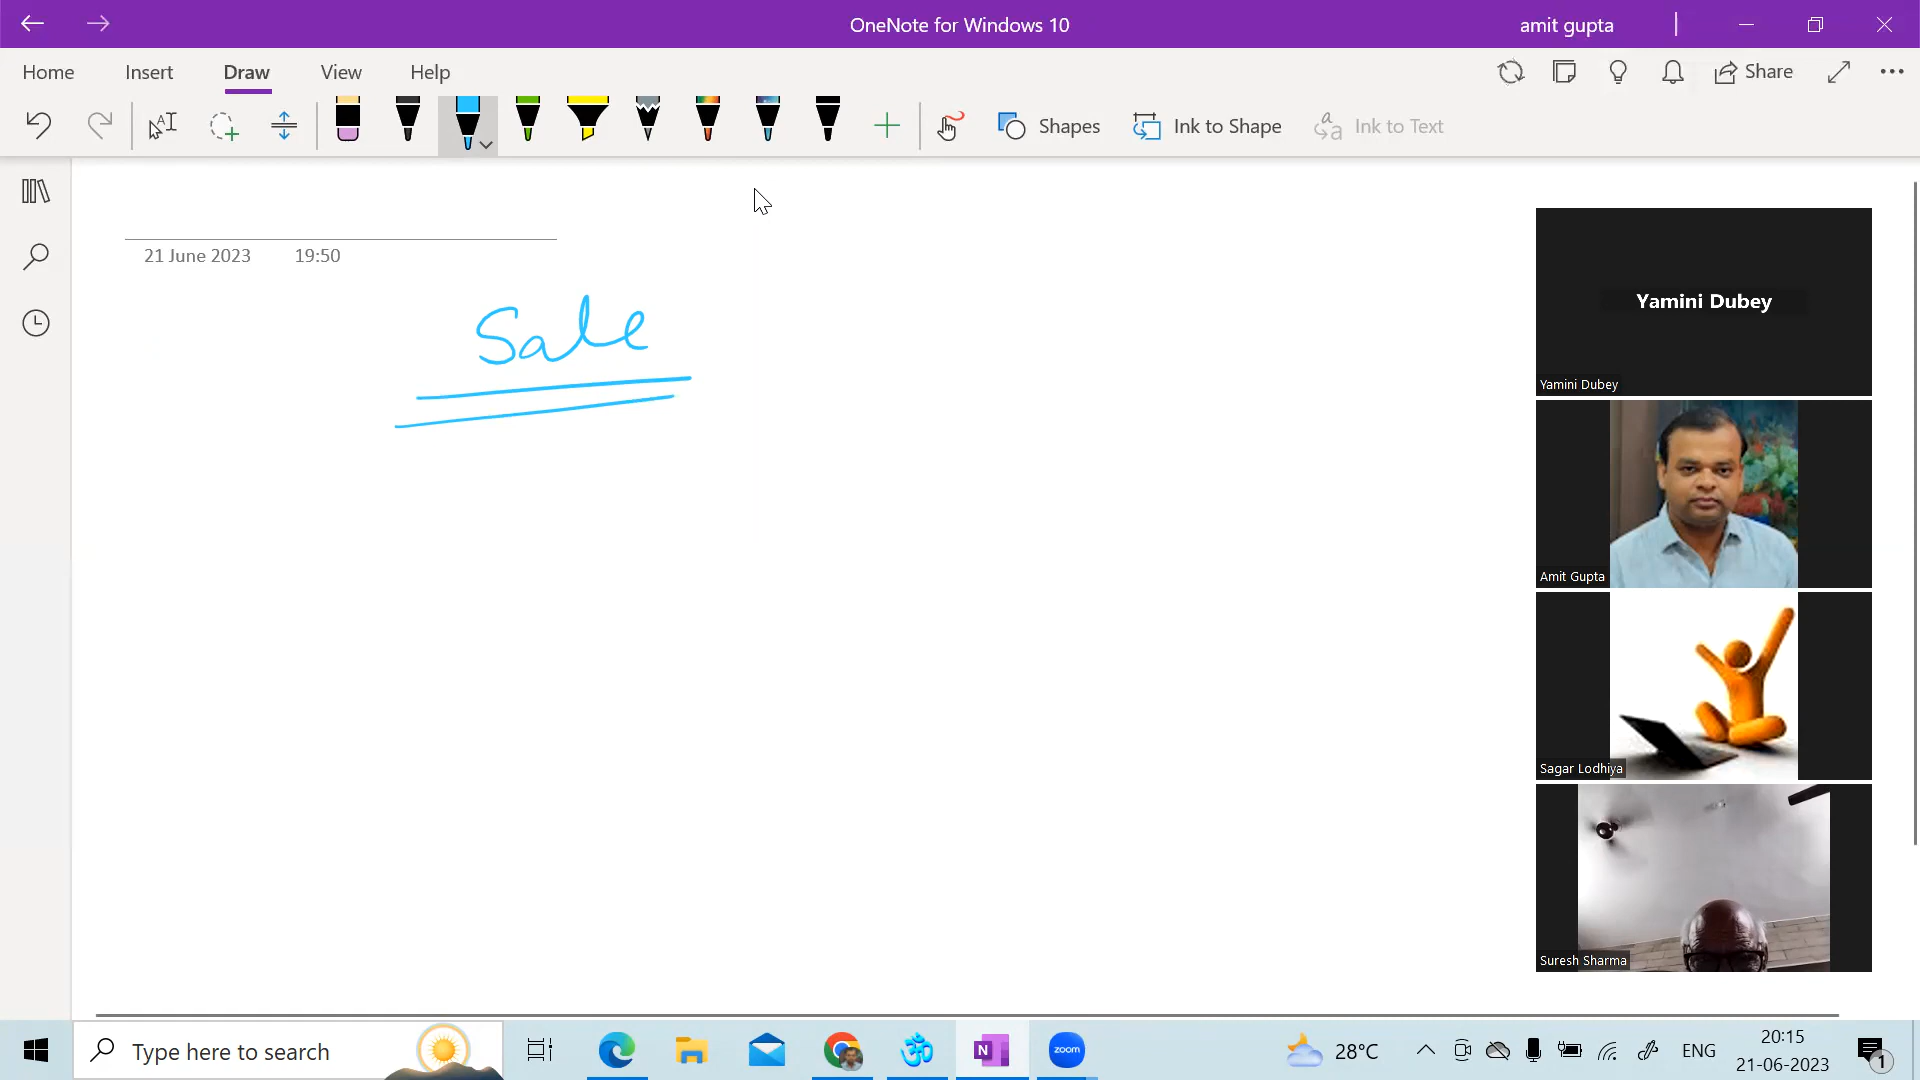 OneNote for Windows 10
amit gupta
Home Insert Draw View Help
Share
Shapes Ink to Shape Ink to Text
21 June 2023 19:50
Sale
Yamini Dubey
Yamini Dubey
Amit Gupta
Sagar Lodhiya
Suresh Sharma
Type here to search
N
zoom
28°C
ENG
20:15
21-06-2023
1